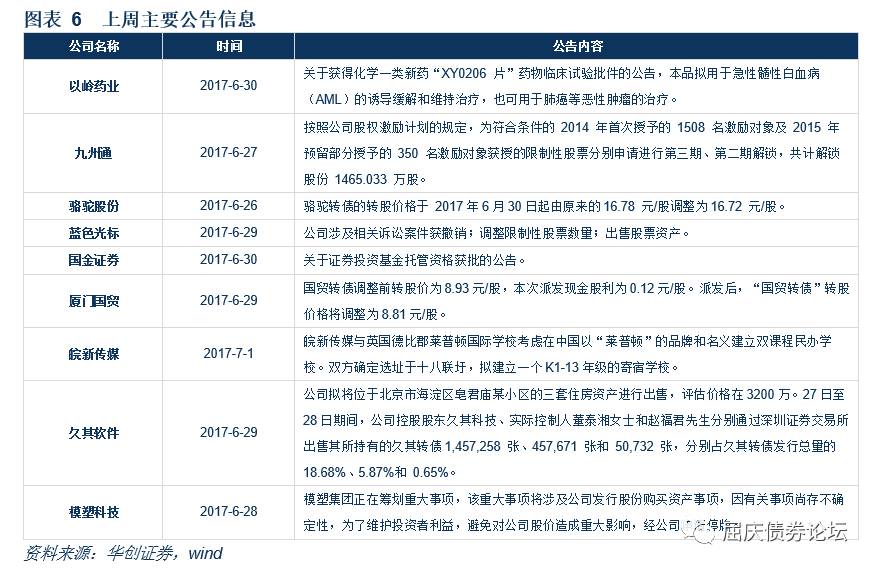 图表 6 上周主要公告信息
公司名称 时间 公告内容
以岭药业 2017-6-30 关于获得化学一类新药“XY0206 片”药物临床试验批件的公告，本品拟用于急性髓性白血病
（AML）的诱导缓解和维持治疗，也可用于肺癌等恶性肿瘤的治疗。
九州通 2017-6-27 按照公司股权激励计划的规定，为符合条件的 2014 年首次授予的 1508 名激励对象及 2015 年
预留部分授予的 350 名激励对象获授的限制性股票分别申请进行第三期、第二期解锁，共计解锁
股份 1465.033 万股。
骆驼股份 2017-6-26 骆驼转债的转股价格于 2017 年 6 月 30 日起由原来的 16.78 元/股调整为 16.72 元/股。
蓝色光标 2017-6-29 公司涉及相关诉讼案件获撤销；调整限制性股票数量；出售股票资产。
国金证券 2017-6-30 关于证券投资基金托管资格获批的公告。
厦门国贸 2017-6-29 国贸转债调整前转股价为 8.93 元/股，本次派发现金股利为 0.12 元/股。派发后，“国贸转债”转股
价格将调整为 8.81 元/股。
皖新传媒 2017-7-1 皖新传媒与英国德比郡莱普顿国际学校考虑在中国以“莱普顿”的品牌和名义建立双课程民办学
校。双方确定选址于十八联圩，拟建立一个 K1-13 年级的寄宿学校。
久其软件 2017-6-29 公司拟将位于北京市海淀区皂君庙某小区的三套住房资产进行出售，评估价格在 3200 万。27 日至
28 日期间，公司控股股东久其科技、实际控制人董泰湘女士和赵福君先生分别通过深圳证券交易所
出售其所持有的久其转债 1,457,258 张、457,671 张和 50,732 张，分别占久其转债发行总量的
18.68%、5.87%和 0.65%。
模塑科技 2017-6-28 模塑集团正在筹划重大事项，该重大事项将涉及公司发行股份购买资产事项，因有关事项尚存不确
定性，为了维护投资者利益，避免对公司股价造成重大影响，经公司 停牌
屈庆债券论坛
资料来源：华创证券，wind